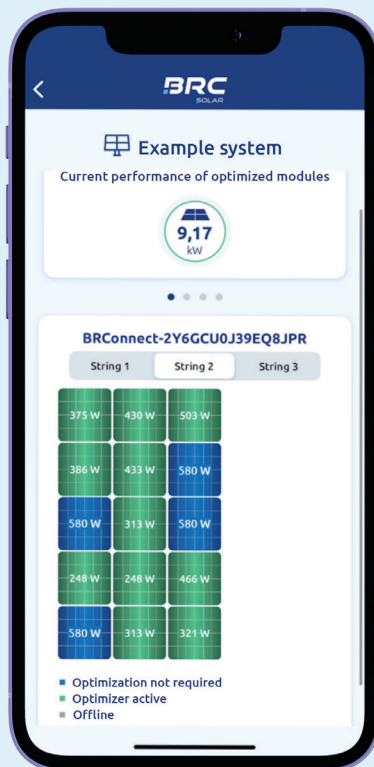 BRC
SOLAR
Example system
Current performance of optimized modules
9,17
kW
BRConnect-2Y6GCU0J39EQ8JPR
String 1 String 2 String 3
375 W 430 W 503 W
386 W 433 W 580 W
580 W 313 W 580 W
248 W 248 W 466 W
580 W 313 W 321 W
Optimization not required
Optimizer active
Offline